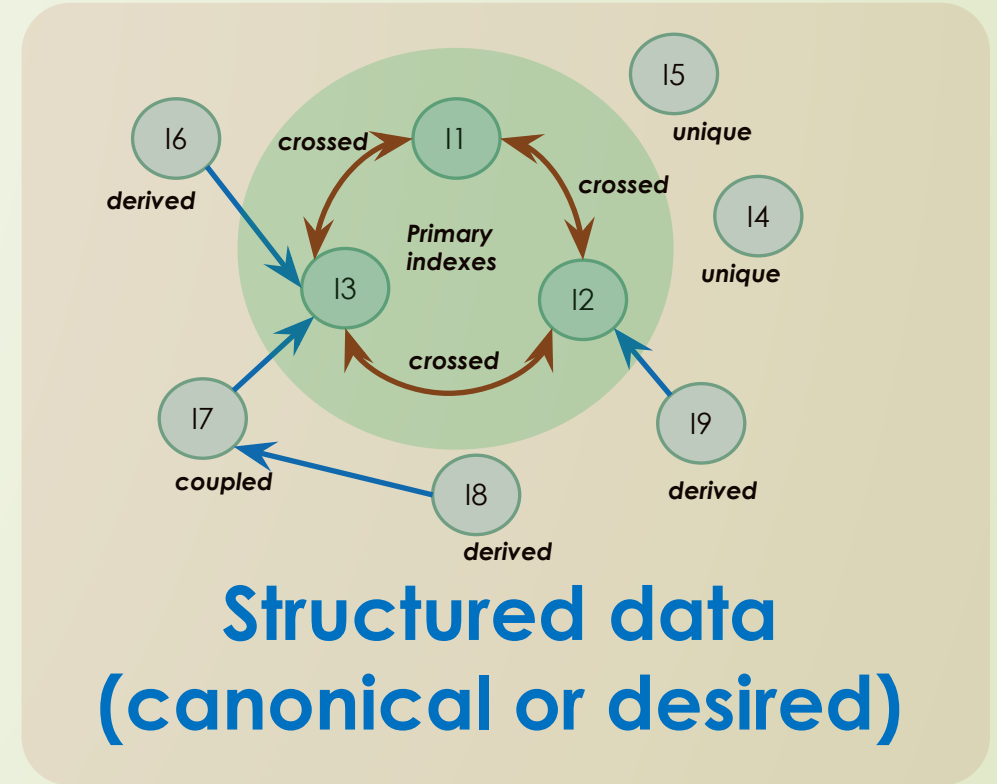 I5
unique
I6
crossed
I1
derived
crossed
I4
Primary
indexes
unique
I3
I2
crossed
I7
I9
coupled
I8
derived
derived
Structured data
(canonical or desired)